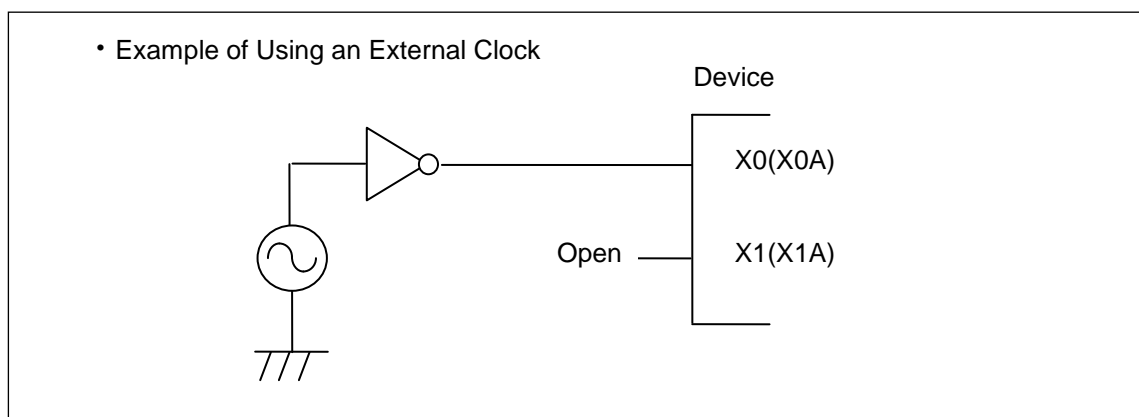 • Example of Using an External Clock
Device
X0(X0A)
Open
X1(X1A)